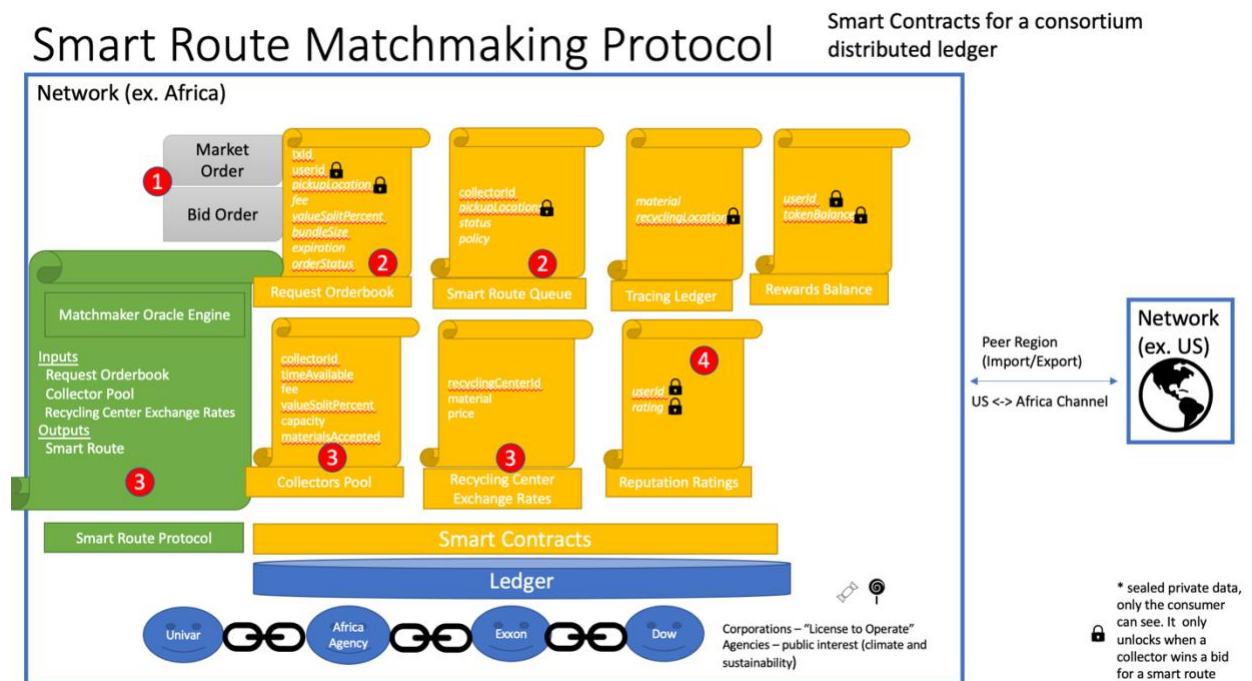 Smart Route Matchmaking Protocol
Smart Contracts for a consortium
distributed ledger
Network (ex. Africa)
Market
Order
1
Bid Order
txId
userId
pickupLocation
fee
valueSplitPercent
bundleSize
expiration
orderStatus
2
Request Orderbook
collectorId
pickupLocation
status
policy
2
Smart Route Queue
material
recyclingLocation
Tracing Ledger
userId
tokenBalance
Rewards Balance
Matchmaker Oracle Engine
Inputs
Request Orderbook
Collector Pool
Recycling Center Exchange Rates
Outputs
Smart Route
3
Smart Route Protocol
collectorId
timeAvailable
fee
valueSplitPercent
capacity
materialsAccepted
3
Collectors Pool
recyclingCenterId
material
price
3
Recycling Center
Exchange Rates
4
userId
rating
Reputation Ratings
Smart Contracts
Ledger
Univar
Africa
Agency
Exxon
Dow
Corporations – “License to Operate”
Agencies – public interest (climate and
sustainability)
Peer Region
(Import/Export)
US <-> Africa Channel
Network
(ex. US)
* sealed private data,
only the consumer
can see. It only
unlocks when a
collector wins a bid
for a smart route